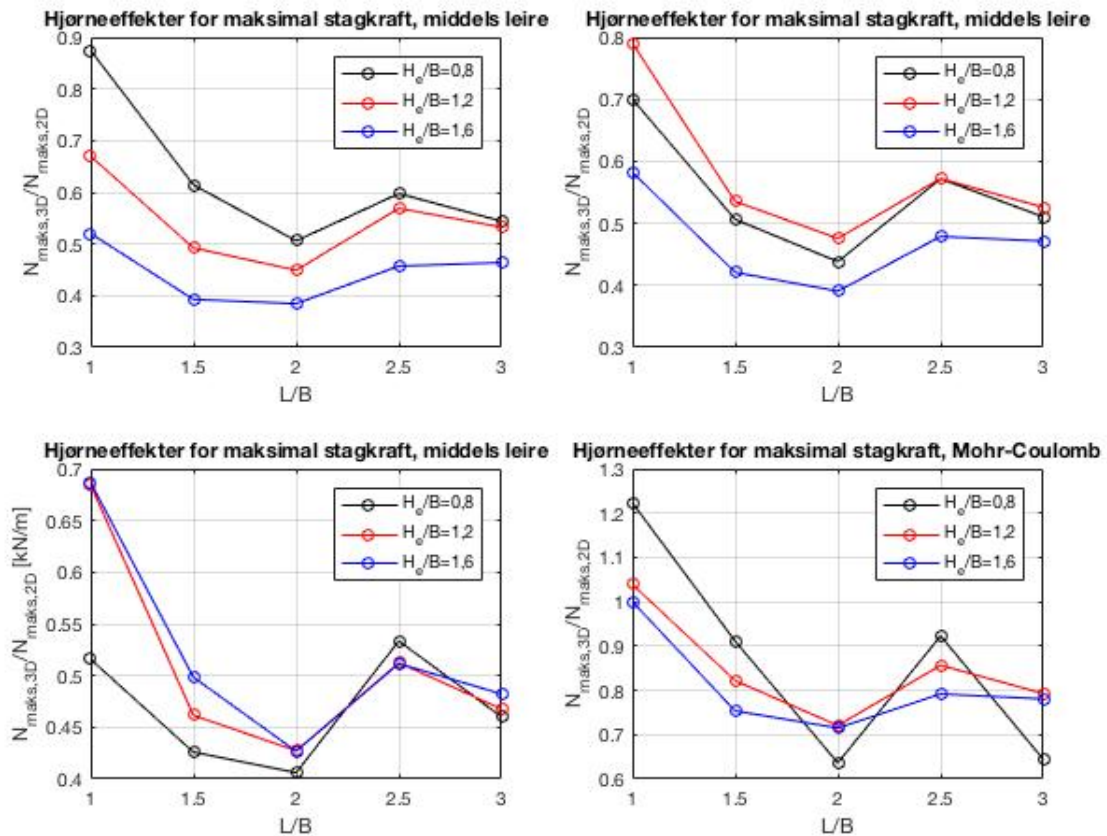 Hjørneeffekter for maksimal stagkraft, middels leire
0.9
0.8
0.7
0.6
0.5
0.4
0.3
1
1.5
2
2.5
3
L/B
N_maks,3D/N_maks,2D
H_e/B=0,8
H_e/B=1,2
H_e/B=1,6
Hjørneeffekter for maksimal stagkraft, middels leire
0.8
0.7
0.6
0.5
0.4
0.3
1
1.5
2
2.5
3
L/B
N_maks,3D/N_maks,2D
H_e/B=0,8
H_e/B=1,2
H_e/B=1,6
Hjørneeffekter for maksimal stagkraft, middels leire
0.7
0.65
0.6
0.55
0.5
0.45
0.4
1
1.5
2
2.5
3
L/B
N_maks,3D/N_maks,2D [kN/m]
H_e/B=0,8
H_e/B=1,2
H_e/B=1,6
Hjørneeffekter for maksimal stagkraft, Mohr-Coulomb
1.3
1.2
1.1
1
0.9
0.8
0.7
0.6
1
1.5
2
2.5
3
L/B
N_maks,3D/N_maks,2D
H_e/B=0,8
H_e/B=1,2
H_e/B=1,6